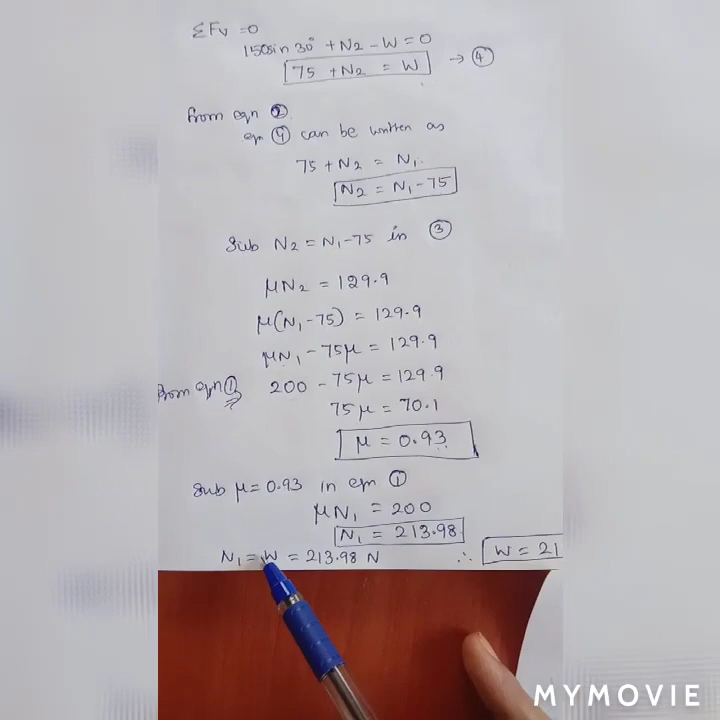 ΣFv = 0
150sin 30° + N2 - W = 0
75 + N2 = W → ④
from eqn ②
eqn ④ can be written as
75 + N2 = N1.
N2 = N1 - 75
Sub N2 = N1 - 75 in ③
μN2 = 129.9
μ(N1 - 75) = 129.9
μN1 - 75μ = 129.9
from eqn ① ⇒ 200 - 75μ = 129.9
75μ = 70.1
μ = 0.93
Sub μ = 0.93 in eqn ①
μN1 = 200
N1 = 213.98
N1 = W = 213.98 N ∴ W = 21
MYMOVIE